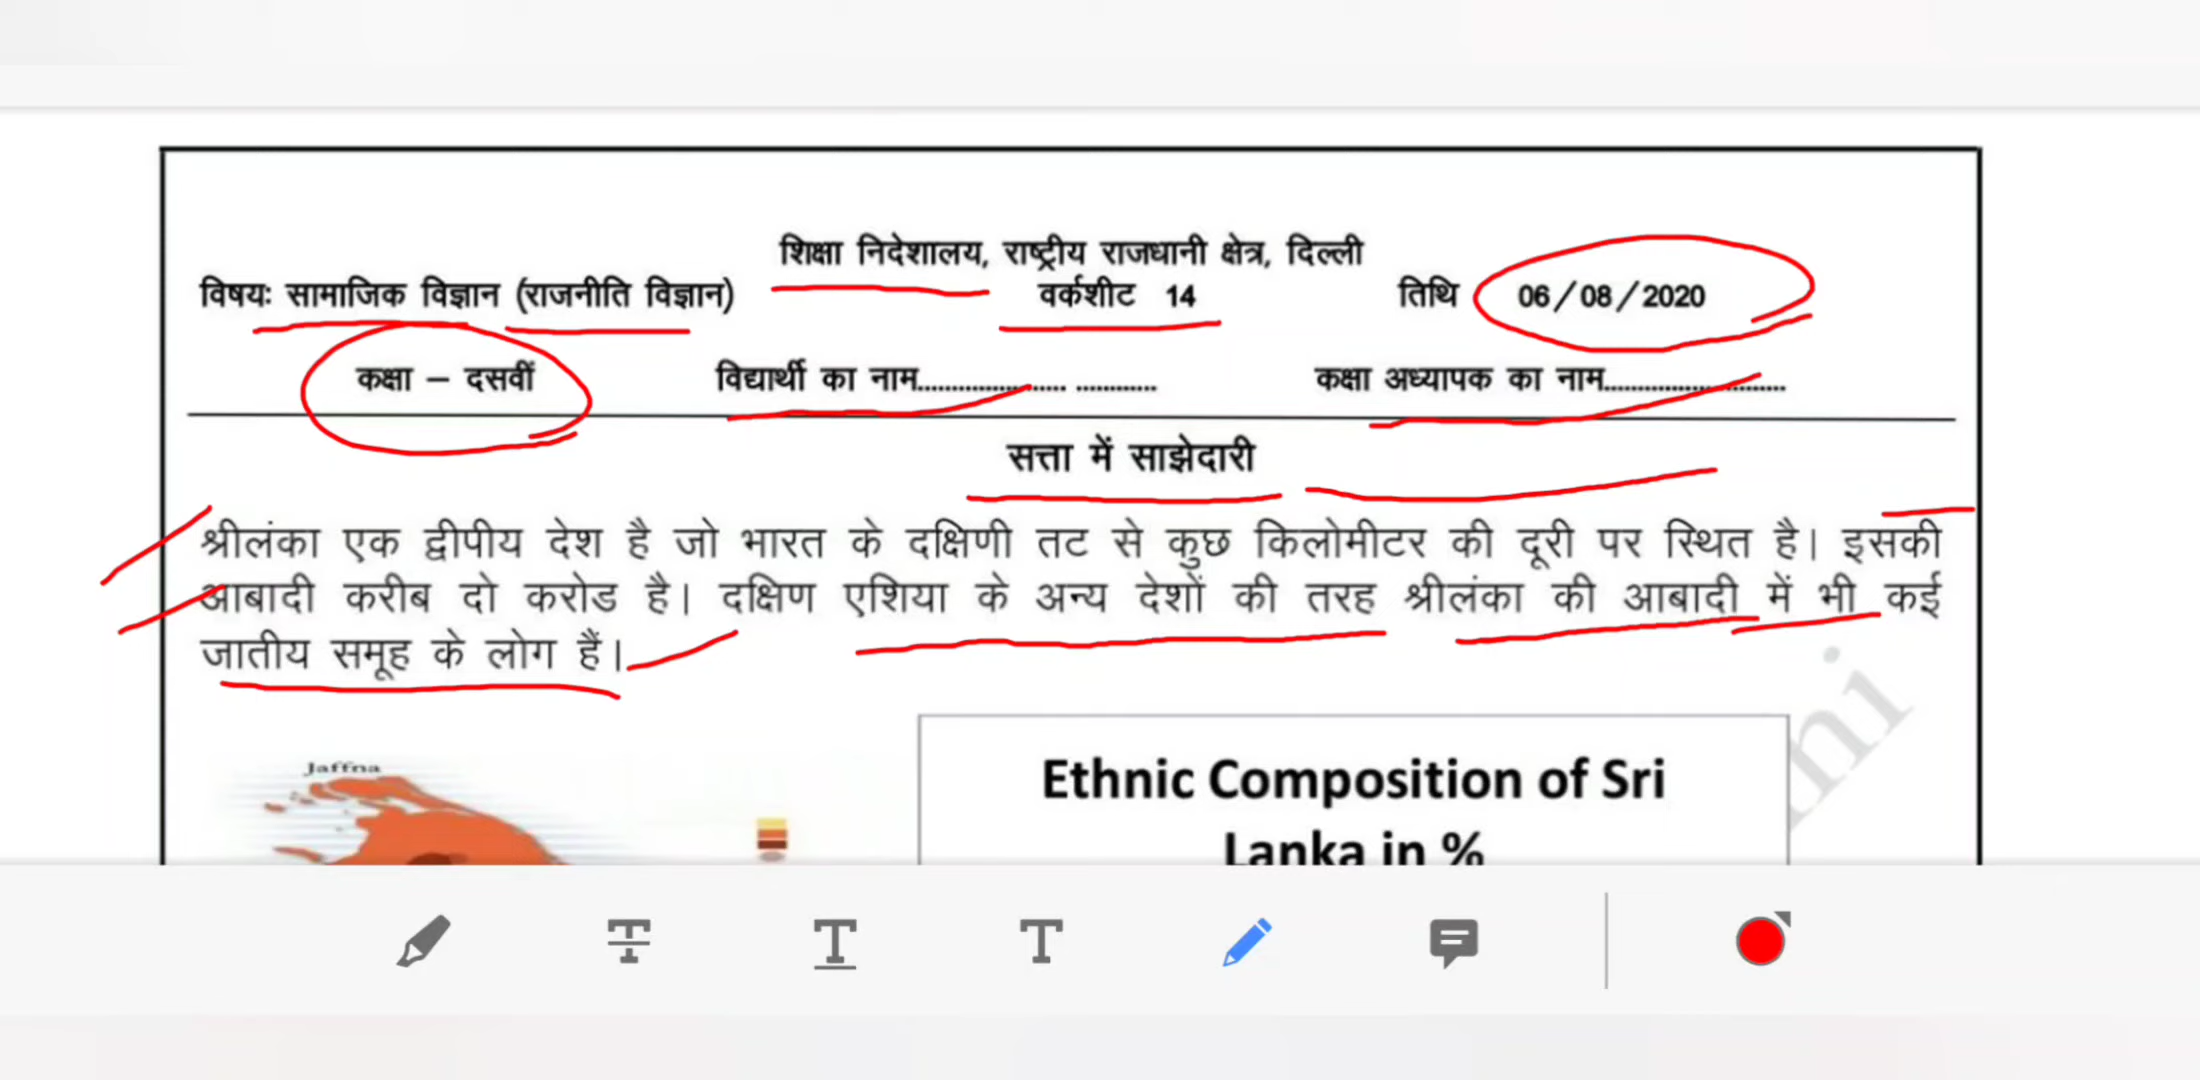 शिक्षा निदेशालय, राष्ट्रीय राजधानी क्षेत्र, दिल्ली
विषयः सामाजिक विज्ञान (राजनीति विज्ञान) वर्कशीट 14 तिथि 06/08/2020
कक्षा – दसवीं विद्यार्थी का नाम.................. ........... कक्षा अध्यापक का नाम......................
सत्ता में साझेदारी
श्रीलंका एक द्वीपीय देश है जो भारत के दक्षिणी तट से कुछ किलोमीटर की दूरी पर स्थित है। इसकी
आबादी करीब दो करोड है। दक्षिण एशिया के अन्य देशों की तरह श्रीलंका की आबादी में भी कई
जातीय समूह के लोग हैं।
Jaffna
Ethnic Composition of Sri
Lanka in %